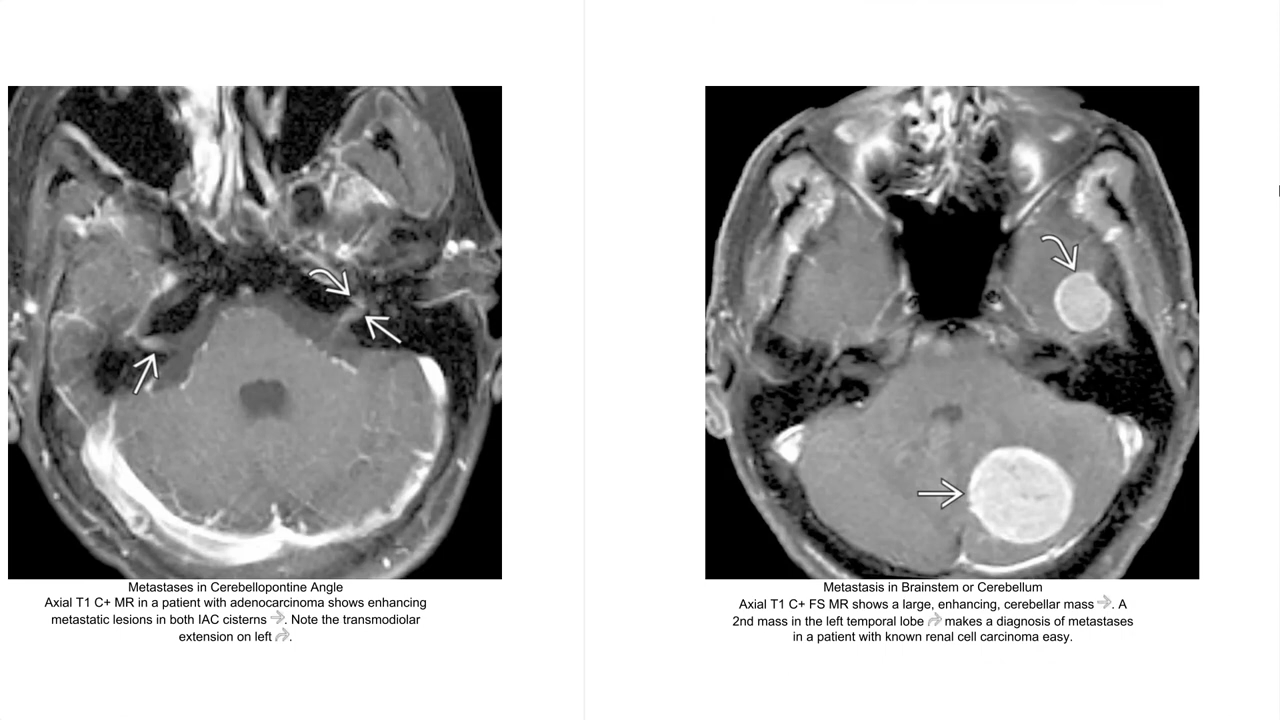 Metastases in Cerebellopontine Angle
Axial T1 C+ MR in a patient with adenocarcinoma shows enhancing
metastatic lesions in both IAC cisterns. Note the transmodiolar
extension on left.
Metastasis in Brainstem or Cerebellum
Axial T1 C+ FS MR shows a large, enhancing, cerebellar mass. A
2nd mass in the left temporal lobe makes a diagnosis of metastases
in a patient with known renal cell carcinoma easy.